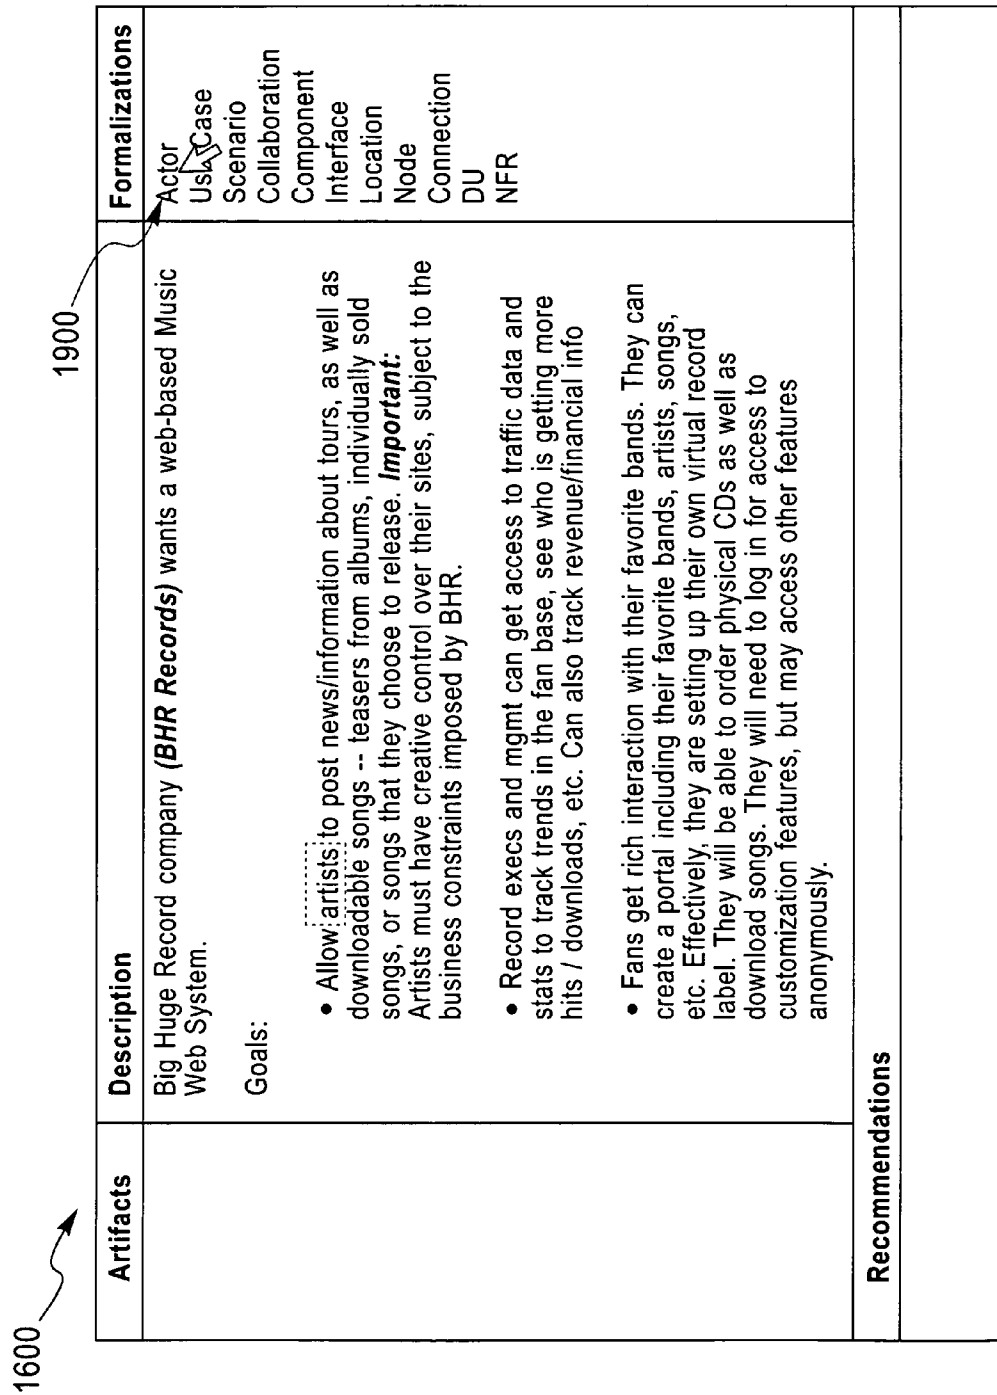 1600
1900
Artifacts
Description
Formalizations
Big Huge Record company (BHR Records) wants a web-based Music
Web System.
Goals:
• Allow artists to post news/information about tours, as well as
downloadable songs -- teasers from albums, individually sold
songs, or songs that they choose to release. Important:
Artists must have creative control over their sites, subject to the
business constraints imposed by BHR.
• Record execs and mgmt can get access to traffic data and
stats to track trends in the fan base, see who is getting more
hits / downloads, etc. Can also track revenue/financial info
• Fans get rich interaction with their favorite bands. They can
create a portal including their favorite bands, artists, songs,
etc. Effectively, they are setting up their own virtual record
label. They will be able to order physical CDs as well as
download songs. They will need to log in for access to
customization features, but may access other features
anonymously.
Actor
Use Case
Scenario
Collaboration
Component
Interface
Location
Node
Connection
DU
NFR
Recommendations